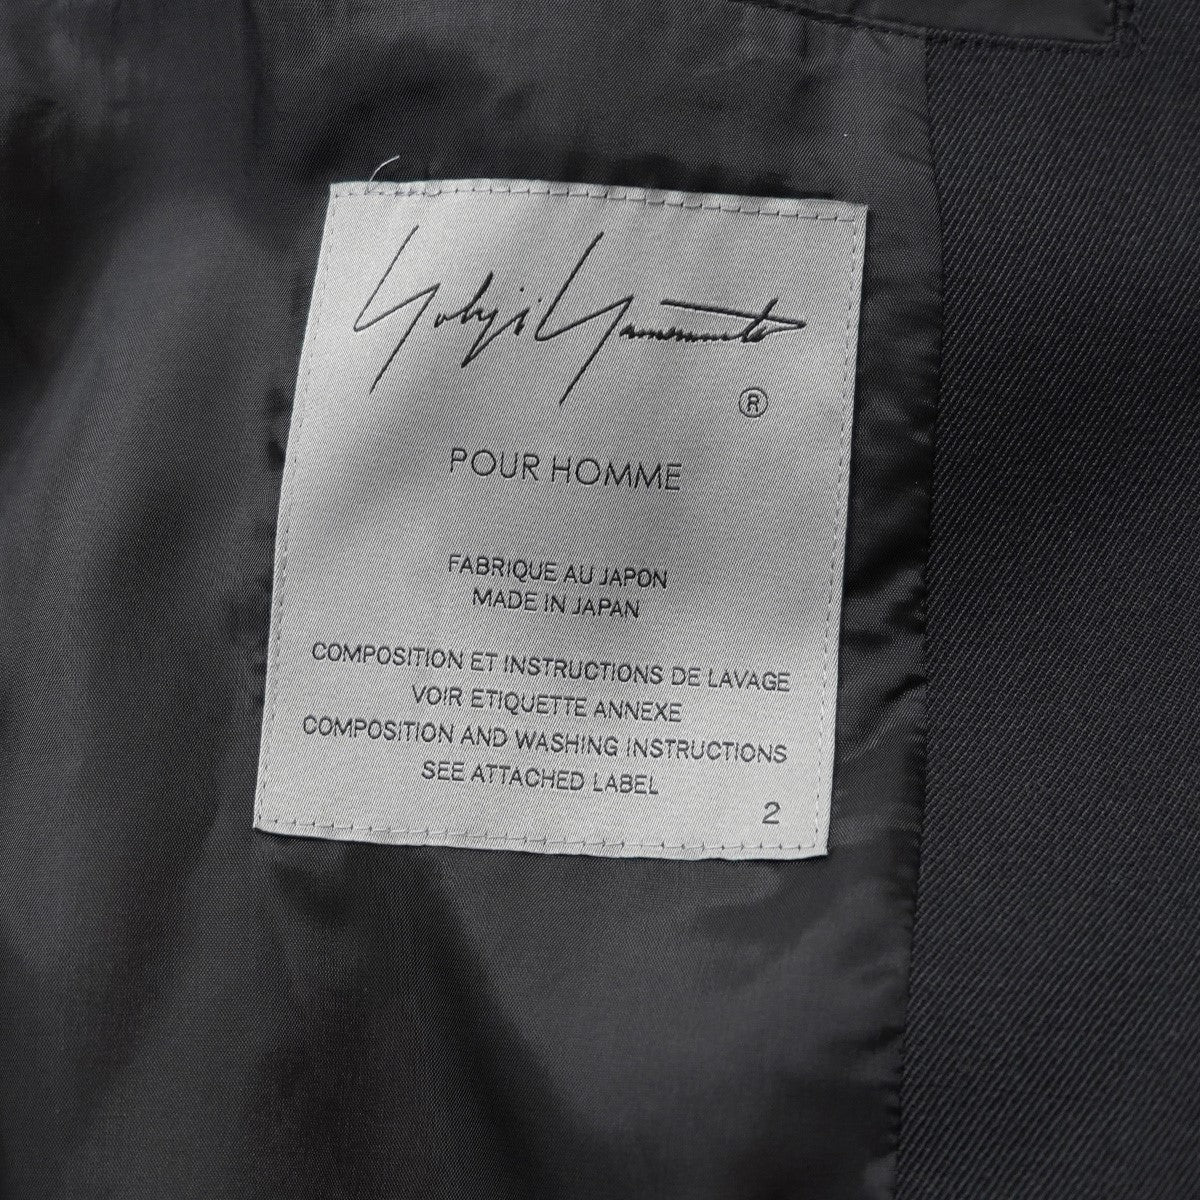 Yohji Yamamoto
®
POUR HOMME
FABRIQUE AU JAPON
MADE IN JAPAN
COMPOSITION ET INSTRUCTIONS DE LAVAGE
VOIR ETIQUETTE ANNEXE
COMPOSITION AND WASHING INSTRUCTIONS
SEE ATTACHED LABEL
2